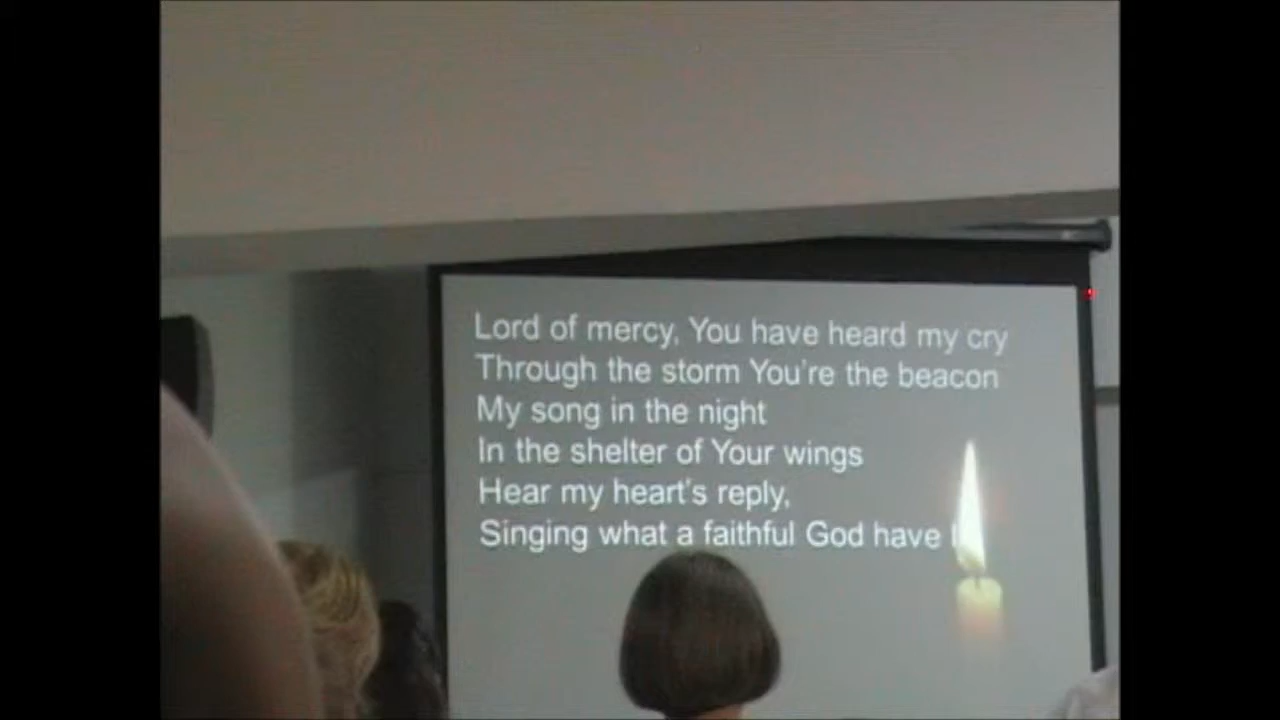 Lord of mercy, You have heard my cry
Through the storm You're the beacon
My song in the night
In the shelter of Your wings
Hear my heart's reply,
Singing what a faithful God have I